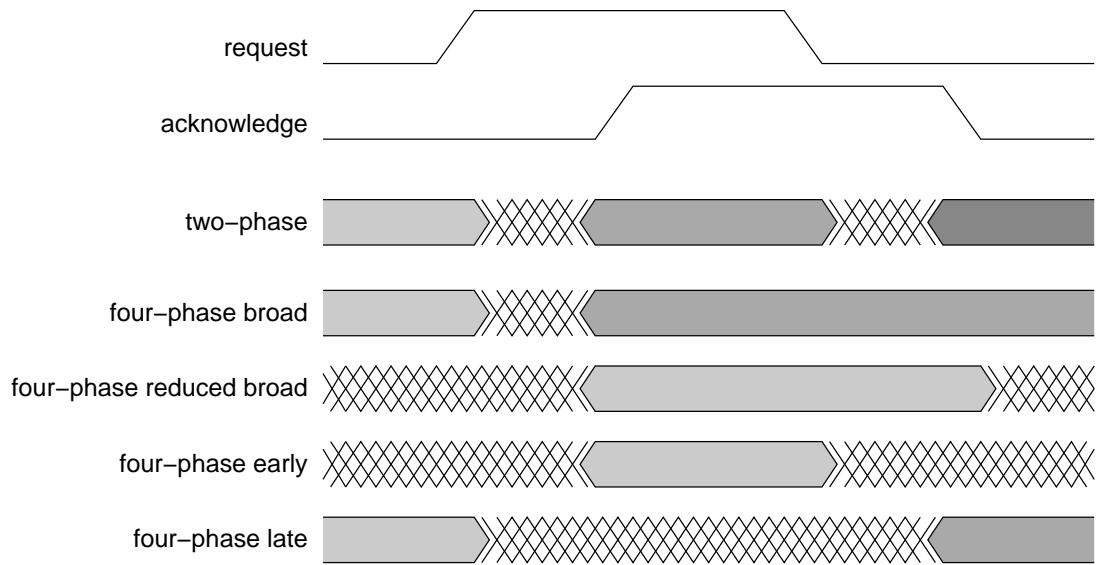 request
acknowledge
two−phase
four−phase broad
four−phase reduced broad
four−phase early
four−phase late